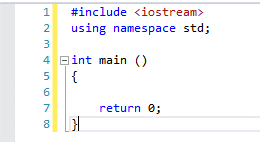 1 #include <iostream>
2 using namespace std;
3
4 int main ()
5 {
6
7 return 0;
8 }